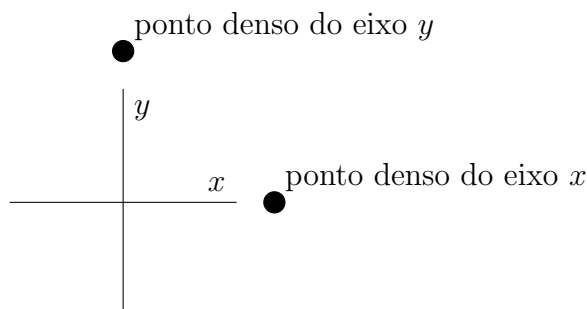 ponto denso do eixo y
y
x
ponto denso do eixo x